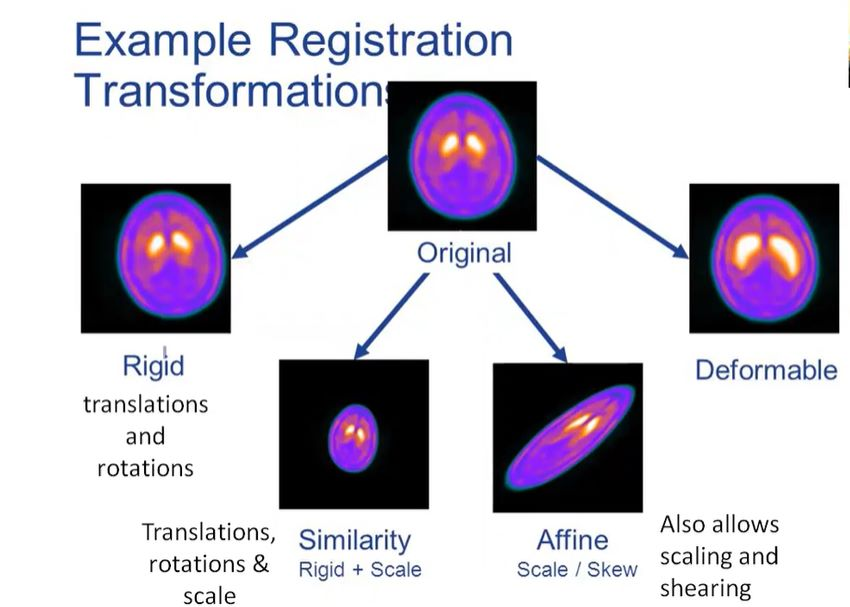 Example Registration
Transformations
Original
Rigid
translations
and
rotations
Deformable
Translations,
rotations &
scale
Similarity
Rigid + Scale
Affine
Scale / Skew
Also allows
scaling and
shearing